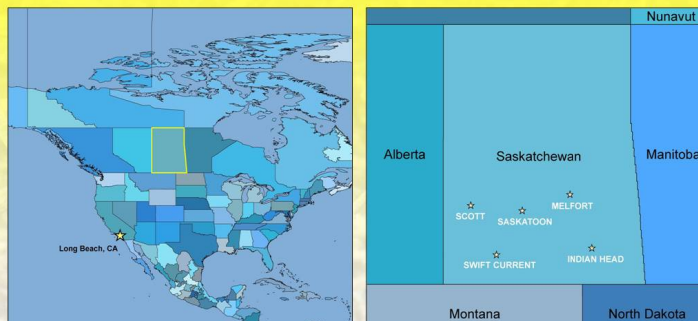 Long Beach, CA
Nunavut
Alberta
Saskatchewan
Manitoba
MELFORT
SCOTT
SASKATOON
INDIAN HEAD
SWIFT CURRENT
Montana
North Dakota